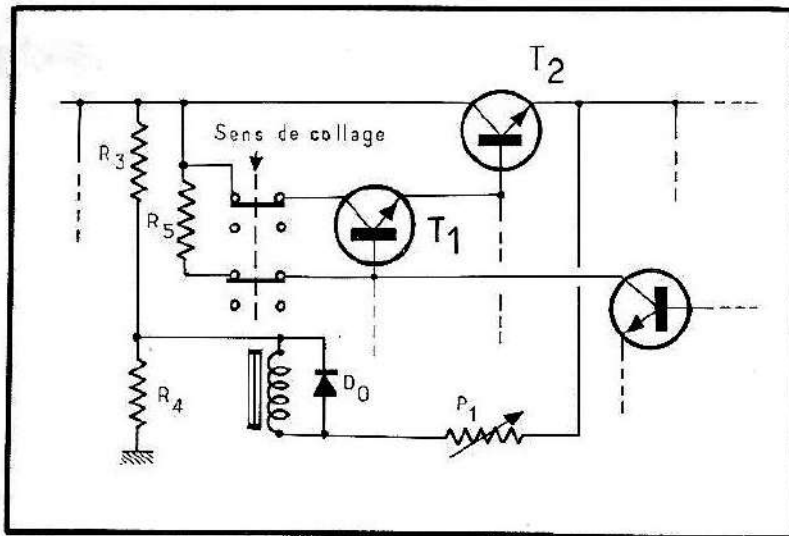 T2
R3
Sens de collage
R5
T1
R4
D0
P1